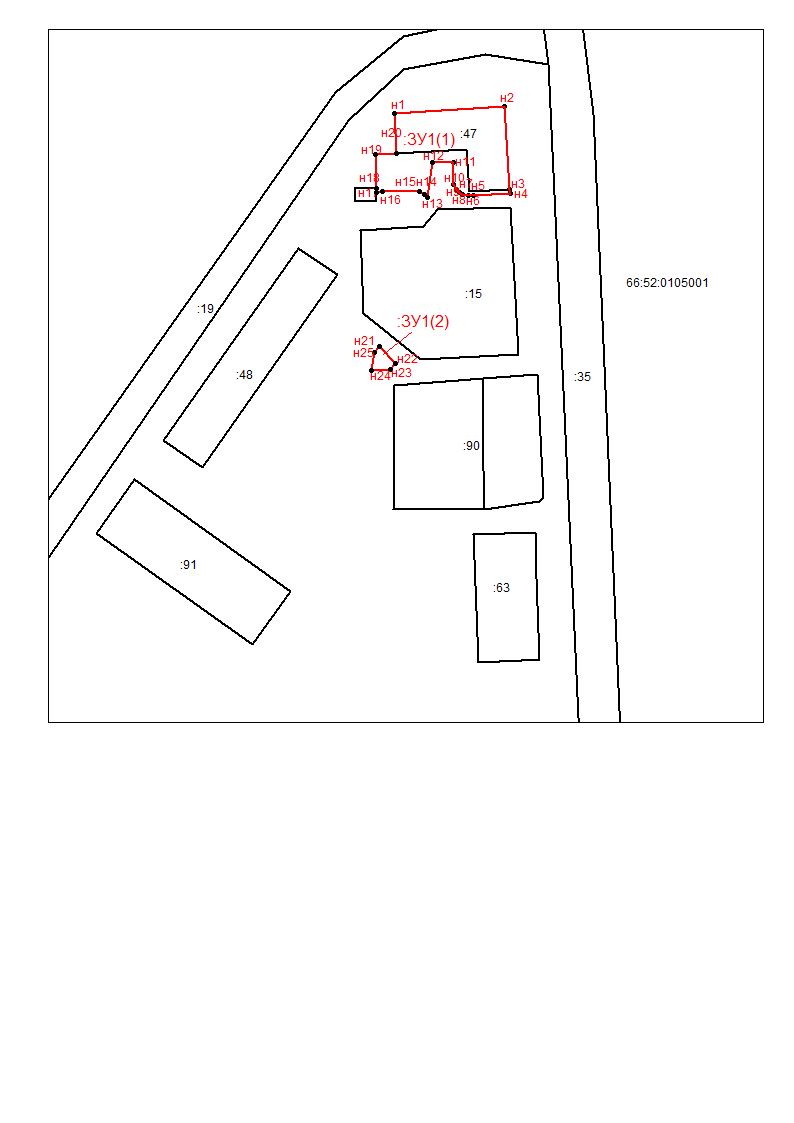 н2
н1
н20
:ЗУ1(1)
:47
н19
н12
н11
н18
н15
н14
н10
н5
н3
н1
н16
н13
н9
н8
н6
н4
:15
66:52:0105001
:19
:ЗУ1(2)
н21
н25
н22
н24
н23
:48
:35
:90
:91
:63